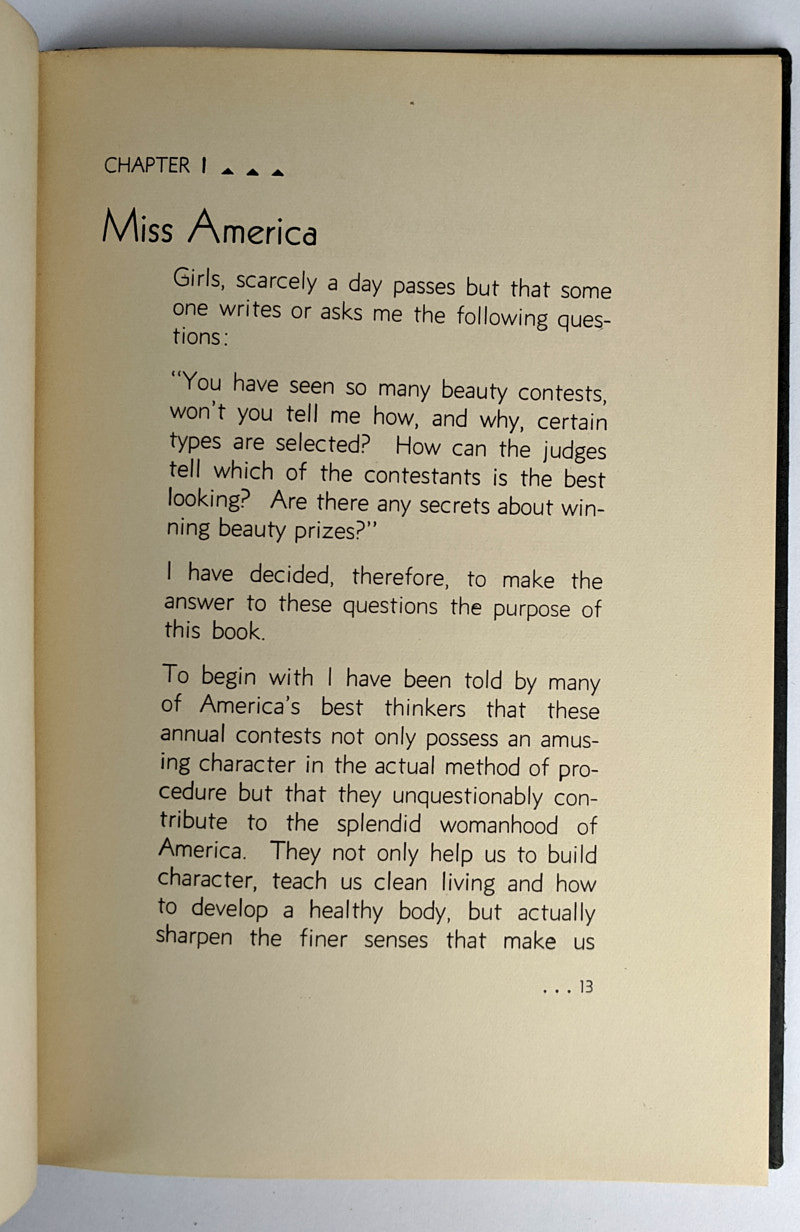 CHAPTER I ▲ ▲ ▲
Miss America
Girls, scarcely a day passes but that some
one writes or asks me the following ques-
tions:
“You have seen so many beauty contests,
won't you tell me how, and why, certain
types are selected? How can the judges
tell which of the contestants is the best
looking? Are there any secrets about win-
ning beauty prizes?”
I have decided, therefore, to make the
answer to these questions the purpose of
this book.
To begin with I have been told by many
of America's best thinkers that these
annual contests not only possess an amus-
ing character in the actual method of pro-
cedure but that they unquestionably con-
tribute to the splendid womanhood of
America. They not only help us to build
character, teach us clean living and how
to develop a healthy body, but actually
sharpen the finer senses that make us
. . . 13